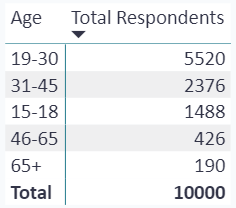 Age Total Respondents
19-30 5520
31-45 2376
15-18 1488
46-65 426
65+ 190
Total 10000